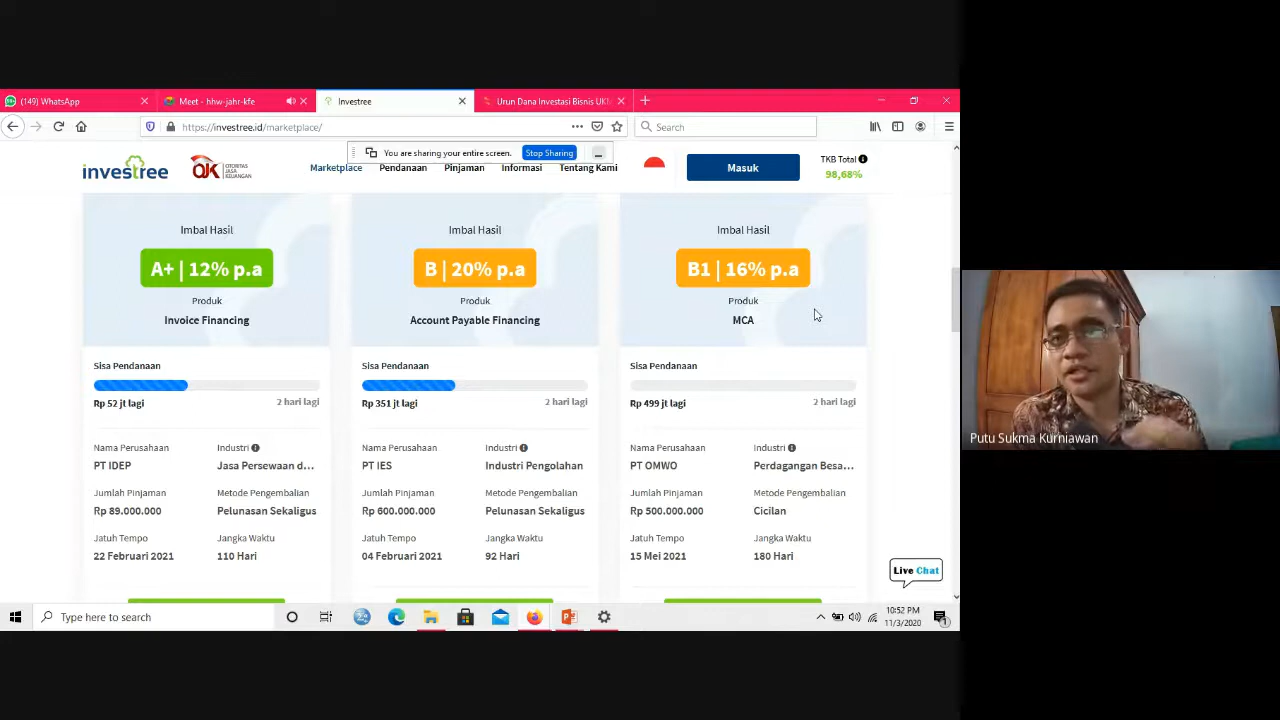 (149) WhatsApp
Meet - hhw-jahr-kfe
Investree
Urun Dana Investasi Bisnis UKM
https://investree.id/marketplace/
Search
You are sharing your entire screen.
Stop Sharing
investree
OJK OTORITAS JASA KEUANGAN
Marketplace Pendanaan Pinjaman Informasi Tentang Kami
Masuk
TKB Total
98,68%
Imbal Hasil
A+ | 12% p.a
Produk
Invoice Financing
Sisa Pendanaan
Rp 52 jt lagi 2 hari lagi
Nama Perusahaan Industri
PT IDEP Jasa Persewaan d...
Jumlah Pinjaman Metode Pengembalian
Rp 89.000.000 Pelunasan Sekaligus
Jatuh Tempo Jangka Waktu
22 Februari 2021 110 Hari
Imbal Hasil
B | 20% p.a
Produk
Account Payable Financing
Sisa Pendanaan
Rp 351 jt lagi 2 hari lagi
Nama Perusahaan Industri
PT IES Industri Pengolahan
Jumlah Pinjaman Metode Pengembalian
Rp 600.000.000 Pelunasan Sekaligus
Jatuh Tempo Jangka Waktu
04 Februari 2021 92 Hari
Imbal Hasil
B1 | 16% p.a
Produk
MCA
Sisa Pendanaan
Rp 499 jt lagi 2 hari lagi
Nama Perusahaan Industri
PT OMWO Perdagangan Besa...
Jumlah Pinjaman Metode Pengembalian
Rp 500.000.000 Cicilan
Jatuh Tempo Jangka Waktu
15 Mei 2021 180 Hari
Live Chat
Type here to search
10:52 PM
11/3/2020
Putu Sukma Kurniawan